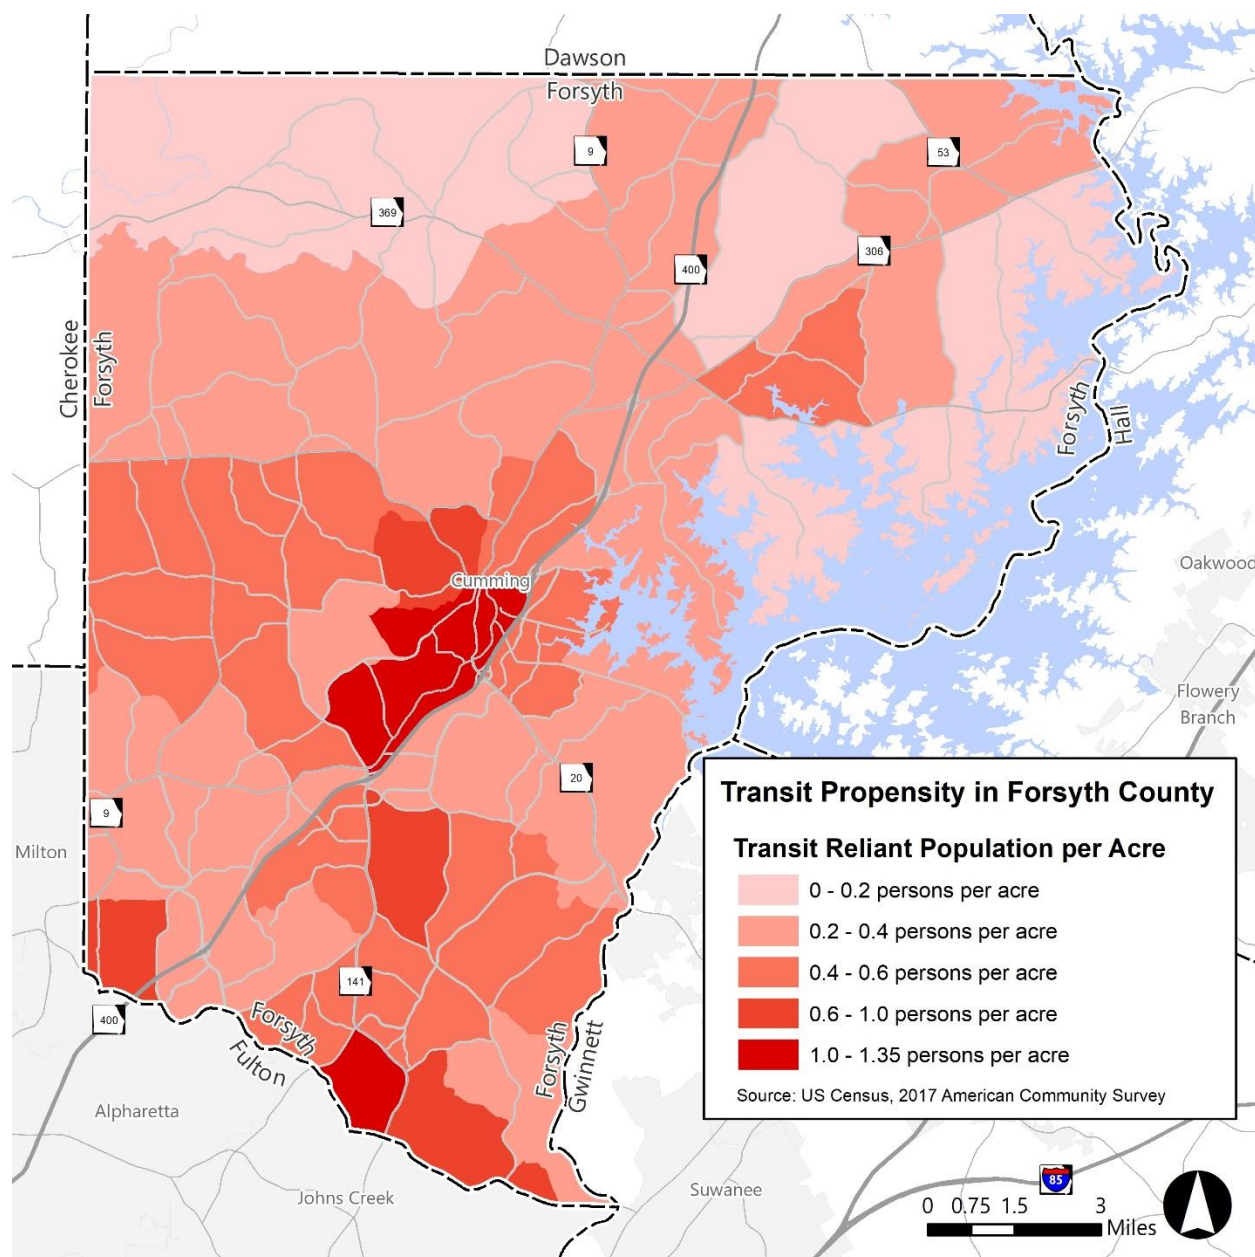 Dawson
Forsyth
9
53
369
306
400
Cherokee
Forsyth
Forsyth
Hall
Cumming
Oakwood
Flowery
Branch
20
9
Milton
141
400
Forsyth
Fulton
Forsyth
Gwinnett
Alpharetta
Johns Creek
Suwanee
85
Transit Propensity in Forsyth County
Transit Reliant Population per Acre
0 - 0.2 persons per acre
0.2 - 0.4 persons per acre
0.4 - 0.6 persons per acre
0.6 - 1.0 persons per acre
1.0 - 1.35 persons per acre
Source: US Census, 2017 American Community Survey
0 0.75 1.5 3
Miles